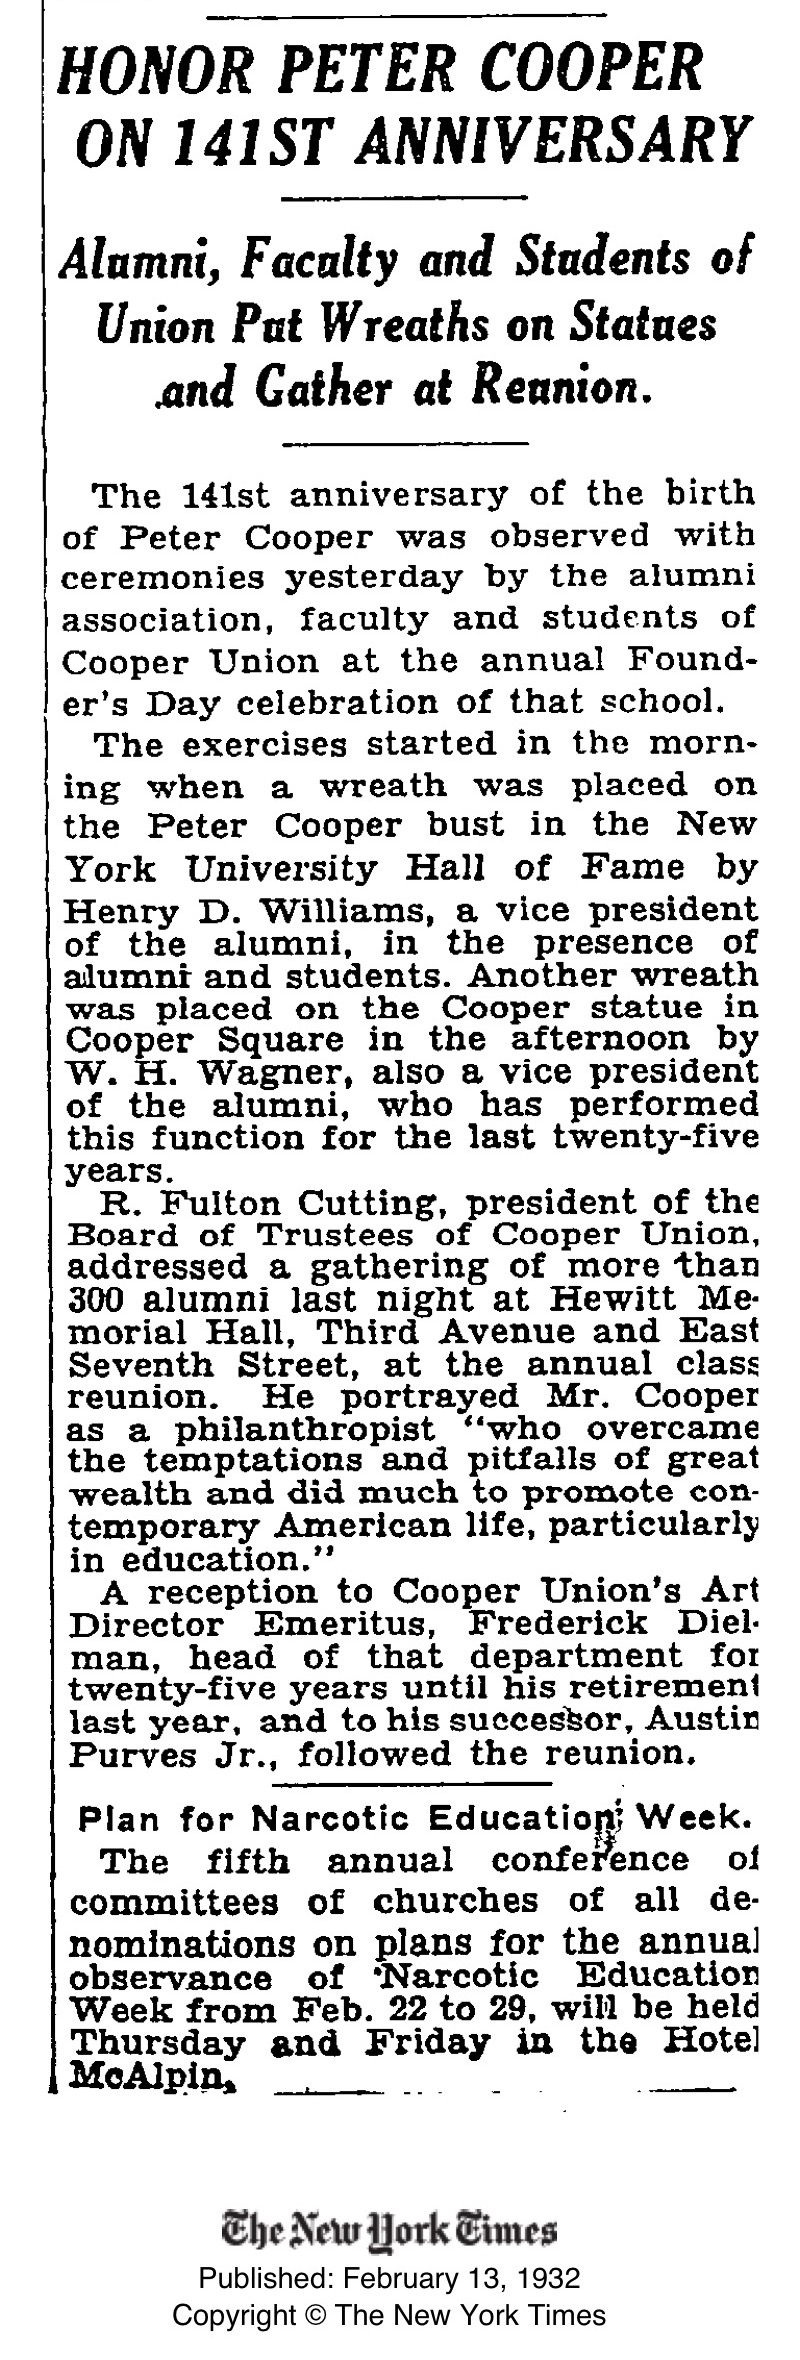 HONOR PETER COOPER
ON 141ST ANNIVERSARY
Alumni, Faculty and Students of
Union Put Wreaths on Statues
and Gather at Reunion.
The 141st anniversary of the birth
of Peter Cooper was observed with
ceremonies yesterday by the alumni
association, faculty and students of
Cooper Union at the annual Found-
er's Day celebration of that school.
The exercises started in the morn-
ing when a wreath was placed on
the Peter Cooper bust in the New
York University Hall of Fame by
Henry D. Williams, a vice president
of the alumni, in the presence of
alumni and students. Another wreath
was placed on the Cooper statue in
Cooper Square in the afternoon by
W. H. Wagner, also a vice president
of the alumni, who has performed
this function for the last twenty-five
years.
R. Fulton Cutting, president of the
Board of Trustees of Cooper Union,
addressed a gathering of more than
300 alumni last night at Hewitt Me-
morial Hall, Third Avenue and East
Seventh Street, at the annual class
reunion. He portrayed Mr. Cooper
as a philanthropist "who overcame
the temptations and pitfalls of great
wealth and did much to promote con-
temporary American life, particularly
in education."
A reception to Cooper Union's Art
Director Emeritus, Frederick Diel-
man, head of that department for
twenty-five years until his retirement
last year, and to his successor, Austin
Purves Jr., followed the reunion.
Plan for Narcotic Education Week.
The fifth annual conference of
committees of churches of all de-
nominations on plans for the annual
observance of Narcotic Education
Week from Feb. 22 to 29, will be held
Thursday and Friday in the Hotel
McAlpin.
The New York Times
Published: February 13, 1932
Copyright © The New York Times